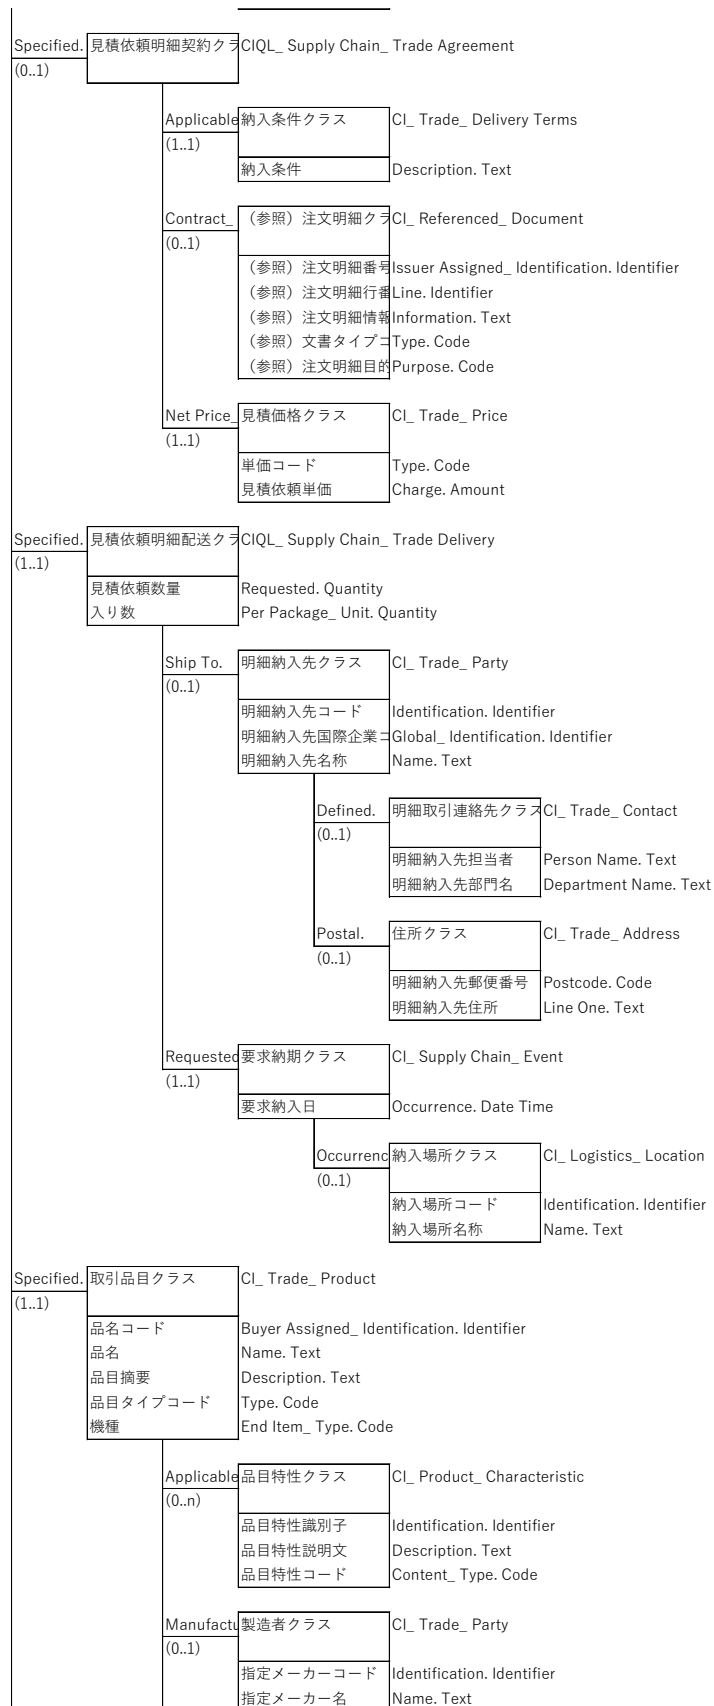 Specified. 見積依頼明細契約クラ CIQL_ Supply Chain_ Trade Agreement
(0..1)
Applicable 納入条件クラス CI_ Trade_ Delivery Terms
(1..1)
納入条件 Description. Text
Contract_ （参照）注文明細クラ CI_ Referenced_ Document
(0..1)
（参照）注文明細番号 Issuer Assigned_ Identification. Identifier
（参照）注文明細行番 Line. Identifier
（参照）注文明細情報 Information. Text
（参照）文書タイプコ Type. Code
（参照）注文明細目的 Purpose. Code
Net Price_ 見積価格クラス CI_ Trade_ Price
(1..1)
単価コード Type. Code
見積依頼単価 Charge. Amount
Specified. 見積依頼明細配送クラ CIQL_ Supply Chain_ Trade Delivery
(1..1)
見積依頼数量 Requested. Quantity
入り数 Per Package_ Unit. Quantity
Ship To. 明細納入先クラス CI_ Trade_ Party
(0..1)
明細納入先コード Identification. Identifier
明細納入先国際企業コ Global_ Identification. Identifier
明細納入先名称 Name. Text
Defined. 明細取引連絡先クラス CI_ Trade_ Contact
(0..1)
明細納入先担当者 Person Name. Text
明細納入先部門名 Department Name. Text
Postal. 住所クラス CI_ Trade_ Address
(0..1)
明細納入先郵便番号 Postcode. Code
明細納入先住所 Line One. Text
Requested 要求納期クラス CI_ Supply Chain_ Event
(1..1)
要求納入日 Occurrence. Date Time
Occurrenc 納入場所クラス CI_ Logistics_ Location
(0..1)
納入場所コード Identification. Identifier
納入場所名称 Name. Text
Specified. 取引品目クラス CI_ Trade_ Product
(1..1)
品名コード Buyer Assigned_ Identification. Identifier
品名 Name. Text
品目摘要 Description. Text
品目タイプコード Type. Code
機種 End Item_ Type. Code
Applicable 品目特性クラス CI_ Product_ Characteristic
(0..n)
品目特性識別子 Identification. Identifier
品目特性説明文 Description. Text
品目特性コード Content_ Type. Code
Manufactu 製造者クラス CI_ Trade_ Party
(0..1)
指定メーカーコード Identification. Identifier
指定メーカー名 Name. Text